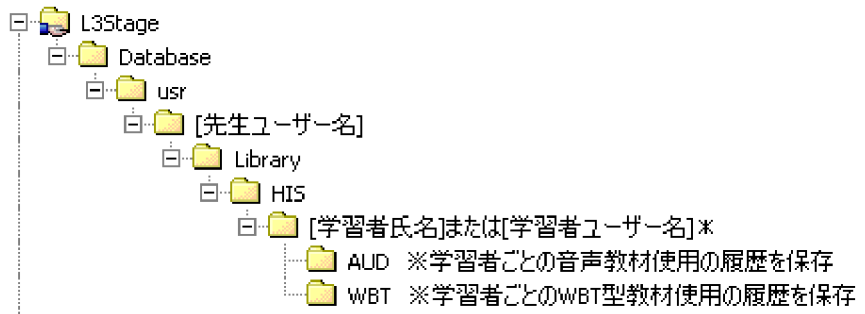 L3Stage
Database
usr
[先生ユーザー名]
Library
HIS
[学習者氏名]または[学習者ユーザー名]*
AUD ※学習者ごとの音声教材使用の履歴を保存
WBT ※学習者ごとのWBT型教材使用の履歴を保存